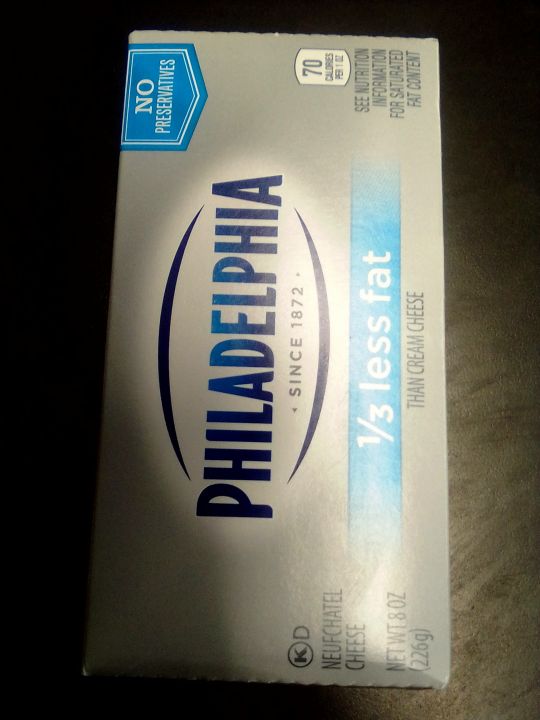 NO
PRESERVATIVES
70
CALORIES
PER 1 OZ
SEE NUTRITION
INFORMATION
FOR SATURATED
FAT CONTENT
PHILADELPHIA
• SINCE 1872 •
1/3 less fat
THAN CREAM CHEESE
K D
NEUFCHATEL
CHEESE
NET WT 8 OZ
(226g)